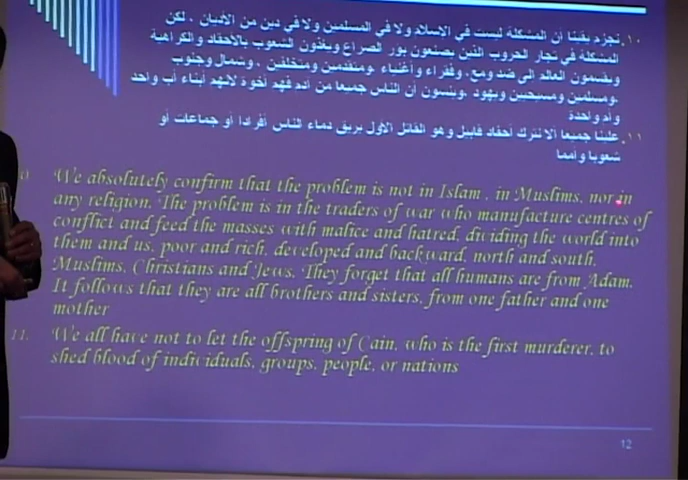 ١٠. نجزم يقينا أن المشكلة ليست في الإسلام ولا في المسلمين ولا في دين من الأديان ، لكن
المشكلة في تجار الحروب الذين يصنعون بؤر الصراع ويغذون الشعوب بالأحقاد والكراهية
ويقسمون العالم الى ضد ومع، وفقراء وأغنياء ،ومتقدمين ومتخلفين ، وشمال وجنوب
،ومسلمين ومسيحيين ويهود ،وينسون أن الناس جميعا من آدم فهم أخوة لأنهم أبناء أب واحد
وأم واحدة
١١. علينا جميعا ألا نترك أحفاد قابيل وهو القاتل الأول يريق دماء الناس أفرادا أو جماعات أو
شعوبا وأمما
We absolutely confirm that the problem is not in Islam , in Muslims, nor in
any religion. The problem is in the traders of war who manufacture centres of
conflict and feed the masses with malice and hatred, dividing the world into
them and us, poor and rich, developed and backward, north and south,
Muslims, Christians and Jews. They forget that all humans are from Adam.
It follows that they are all brothers and sisters, from one father and one
mother
11. We all have not to let the offspring of Cain, who is the first murderer, to
shed blood of individuals, groups, people, or nations
12